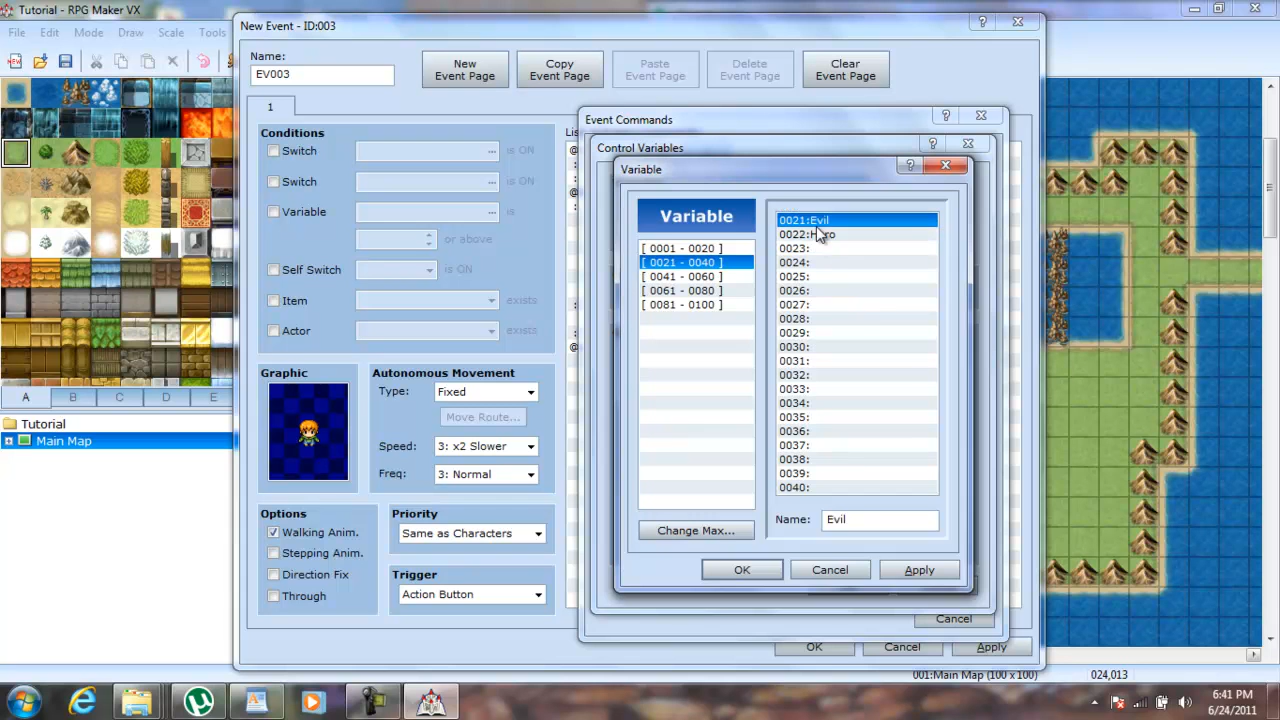 Tutorial - RPG Maker VX
File Edit Mode Draw Scale Tools
A B C D E
Tutorial
Main Map
New Event - ID:003
Name:
EV003
New Event Page
Copy Event Page
Paste Event Page
Delete Event Page
Clear Event Page
1
Conditions
Switch ... is ON
Switch ... is ON
Variable ... is
or above
Self Switch is ON
Item exists
Actor exists
Graphic
Autonomous Movement
Type: Fixed
Move Route...
Speed: 3: x2 Slower
Freq: 3: Normal
Options
Walking Anim.
Stepping Anim.
Direction Fix
Through
Priority
Same as Characters
Trigger
Action Button
OK Cancel Apply
Event Commands
Cancel
Control Variables
Variable
Variable
[ 0001 - 0020 ]
[ 0021 - 0040 ]
[ 0041 - 0060 ]
[ 0061 - 0080 ]
[ 0081 - 0100 ]
Change Max...
0021:Evil
0022:
0023:
0024:
0025:
0026:
0027:
0028:
0029:
0030:
0031:
0032:
0033:
0034:
0035:
0036:
0037:
0038:
0039:
0040:
Name: Evil
OK Cancel Apply
001:Main Map (100 x 100) 024,013
6:41 PM
6/24/2011